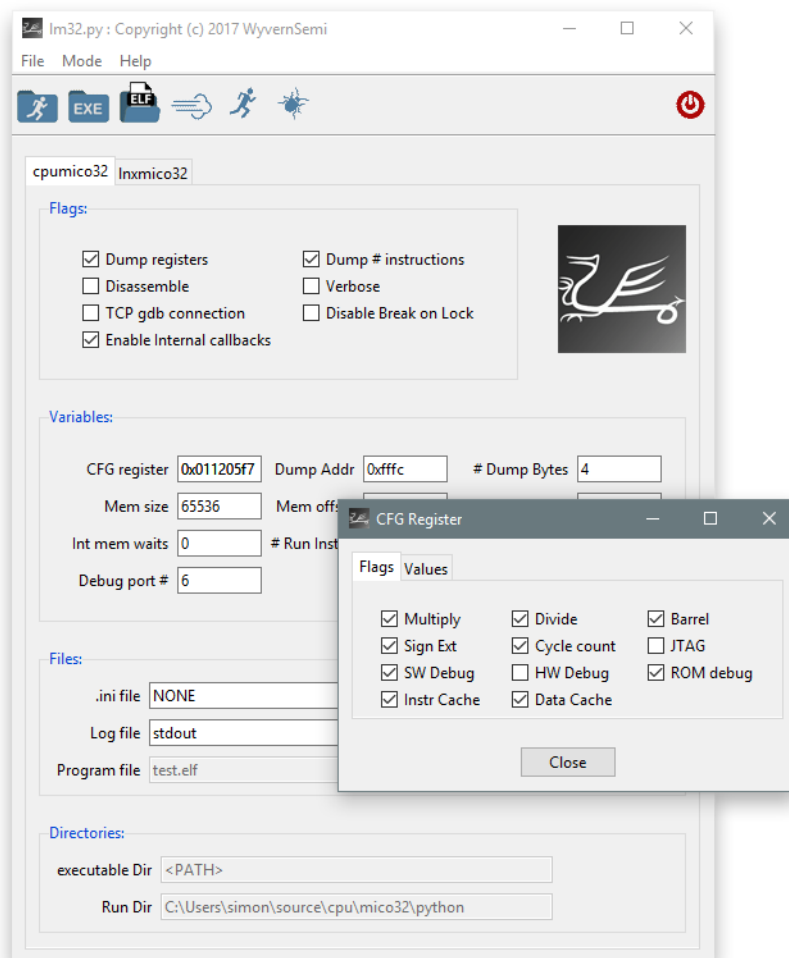 lm32.py : Copyright (c) 2017 WyvernSemi
File Mode Help
EXE ELF
cpumico32 lnxmico32
Flags:
Dump registers Dump # instructions
Disassemble Verbose
TCP gdb connection Disable Break on Lock
Enable Internal callbacks
Variables:
CFG register 0x011205f7 Dump Addr 0xfffc # Dump Bytes 4
Mem size 65536 Mem offs
Int mem waits 0 # Run Inst
Debug port # 6
Files:
.ini file NONE
Log file stdout
Program file test.elf
Directories:
executable Dir <PATH>
Run Dir C:\Users\simon\source\cpu\mico32\python
CFG Register
Flags Values
Multiply Divide Barrel
Sign Ext Cycle count JTAG
SW Debug HW Debug ROM debug
Instr Cache Data Cache
Close